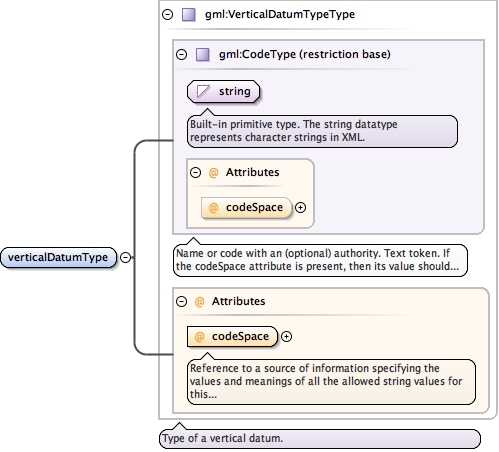 gml:VerticalDatumTypeType
gml:CodeType (restriction base)
string
Built-in primitive type. The string datatype
represents character strings in XML.
@ Attributes
@ codeSpace
verticalDatumType
Name or code with an (optional) authority. Text token. If
the codeSpace attribute is present, then its value should...
@ Attributes
@ codeSpace
Reference to a source of information specifying the
values and meanings of all the allowed string values for
this...
Type of a vertical datum.